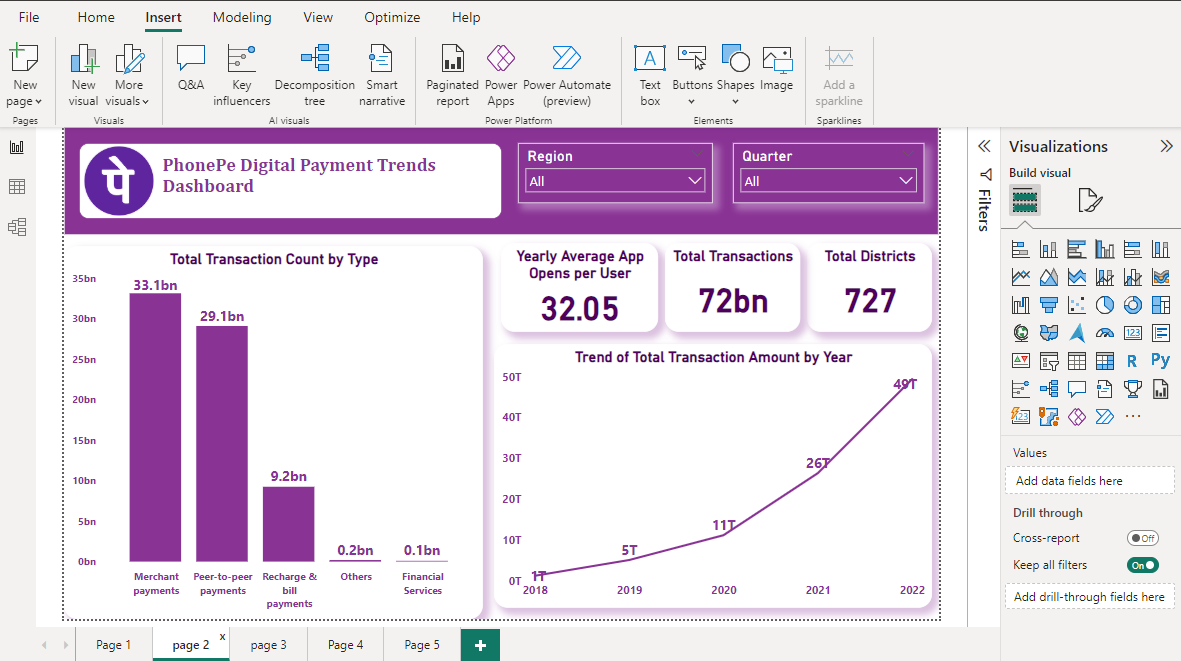 File Home Insert Modeling View Optimize Help
New page
New visual
More visuals
Q&A
Key influencers
Decomposition tree
Smart narrative
Paginated report
Power Apps
Power Automate (preview)
Text box
Buttons
Shapes
Image
Add a sparkline
Pages
Visuals
AI visuals
Power Platform
Elements
Sparklines
पे
PhonePe Digital Payment Trends
Dashboard
Region
All
Quarter
All
Total Transaction Count by Type
35bn
30bn
25bn
20bn
15bn
10bn
5bn
0bn
33.1bn
29.1bn
9.2bn
0.2bn
0.1bn
Merchant payments
Peer-to-peer payments
Recharge & bill payments
Others
Financial Services
Yearly Average App
Opens per User
32.05
Total Transactions
72bn
Total Districts
727
Trend of Total Transaction Amount by Year
50T
40T
30T
20T
10T
0T
1T
5T
11T
26T
49T
2018
2019
2020
2021
2022
Filters
Visualizations
Build visual
123
R
Py
123
Values
Add data fields here
Drill through
Cross-report
Off
Keep all filters
On
Add drill-through fields here
Page 1
page 2
x
page 3
Page 4
Page 5
+